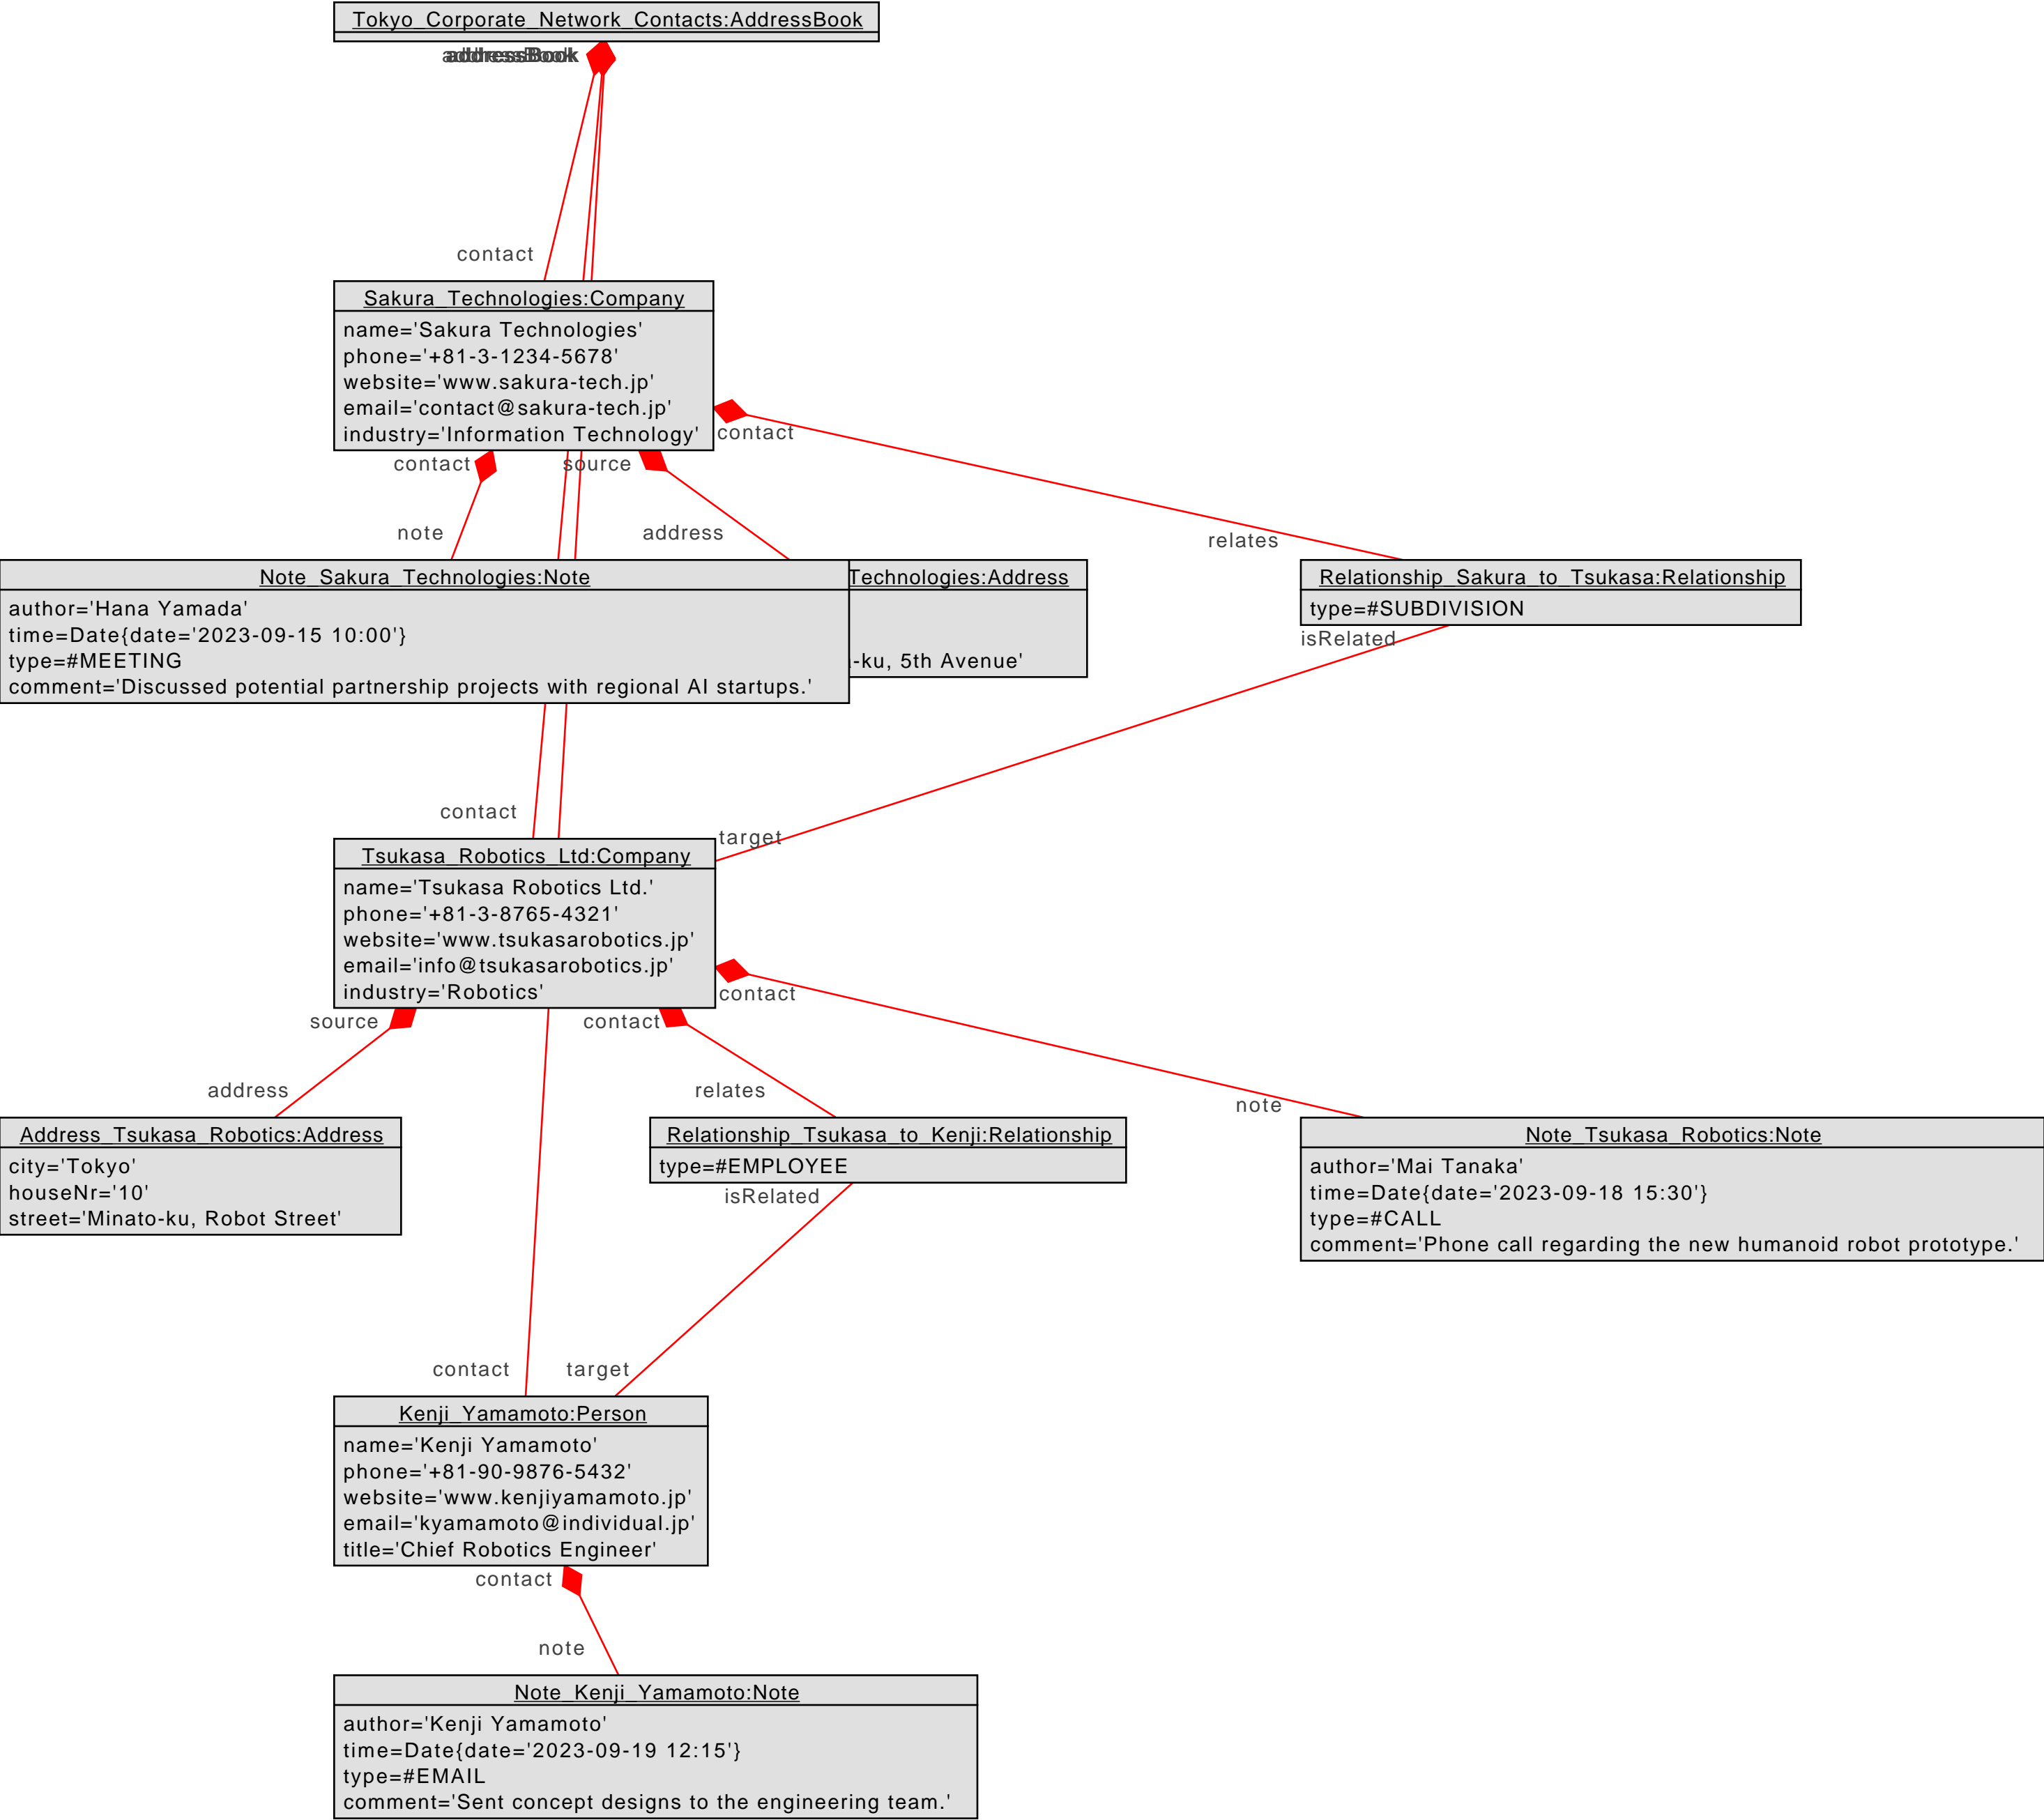 Tokyo_Corporate_Network_Contacts:AddressBook
addressBook
contact
Sakura_Technologies:Company
name='Sakura Technologies'
phone='+81-3-1234-5678'
website='www.sakura-tech.jp'
email='contact@sakura-tech.jp'
industry='Information Technology'
contact
contact
source
note
address
relates
Note_Sakura_Technologies:Note
author='Hana Yamada'
time=Date{date='2023-09-15 10:00'}
type=#MEETING
comment='Discussed potential partnership projects with regional AI startups.'
Technologies:Address
-ku, 5th Avenue'
Relationship_Sakura_to_Tsukasa:Relationship
type=#SUBDIVISION
isRelated
contact
target
Tsukasa_Robotics_Ltd:Company
name='Tsukasa Robotics Ltd.'
phone='+81-3-8765-4321'
website='www.tsukasarobotics.jp'
email='info@tsukasarobotics.jp'
industry='Robotics'
contact
source
contact
address
relates
note
Address_Tsukasa_Robotics:Address
city='Tokyo'
houseNr='10'
street='Minato-ku, Robot Street'
Relationship_Tsukasa_to_Kenji:Relationship
type=#EMPLOYEE
isRelated
Note_Tsukasa_Robotics:Note
author='Mai Tanaka'
time=Date{date='2023-09-18 15:30'}
type=#CALL
comment='Phone call regarding the new humanoid robot prototype.'
contact
target
Kenji_Yamamoto:Person
name='Kenji Yamamoto'
phone='+81-90-9876-5432'
website='www.kenjiyamamoto.jp'
email='kyamamoto@individual.jp'
title='Chief Robotics Engineer'
contact
note
Note_Kenji_Yamamoto:Note
author='Kenji Yamamoto'
time=Date{date='2023-09-19 12:15'}
type=#EMAIL
comment='Sent concept designs to the engineering team.'